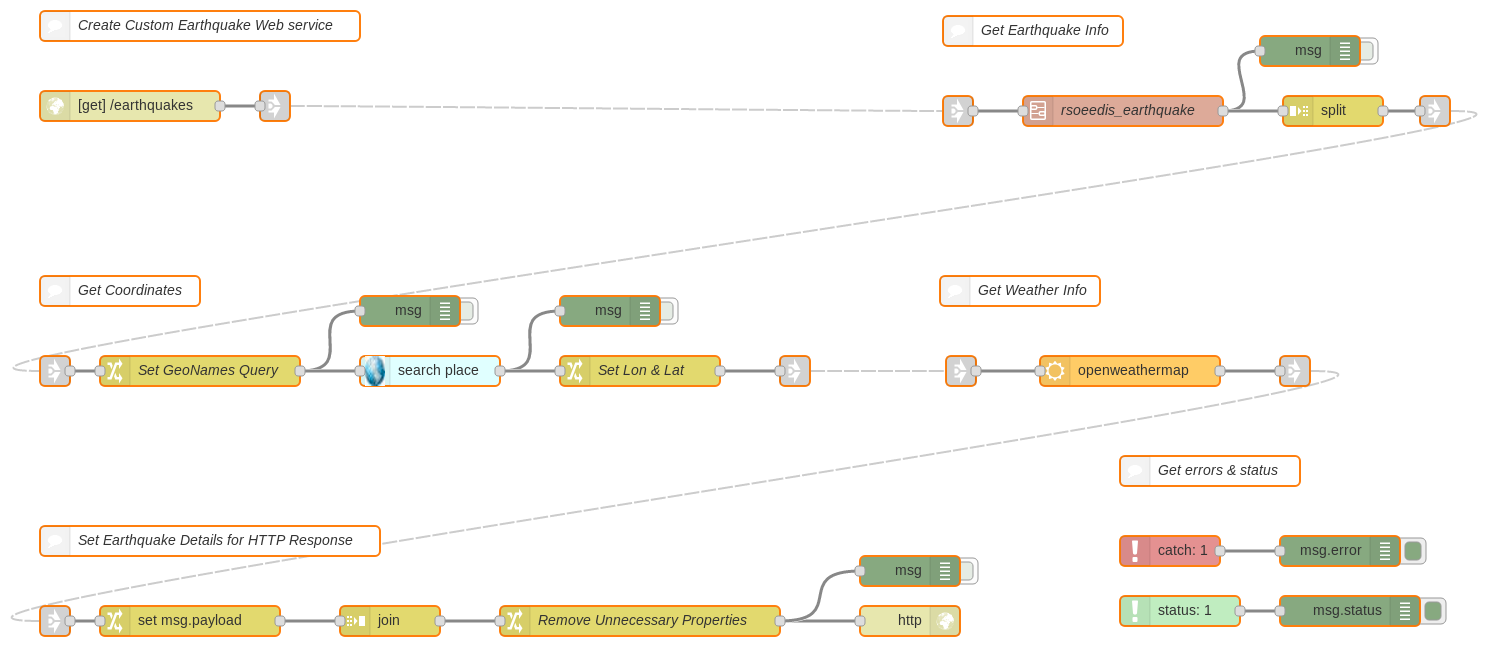 Create Custom Earthquake Web service
Get Earthquake Info
msg
[get] /earthquakes
rsoeedis_earthquake
split
Get Coordinates
Get Weather Info
msg
msg
Set GeoNames Query
search place
Set Lon & Lat
openweathermap
Get errors & status
Set Earthquake Details for HTTP Response
catch: 1
msg.error
msg
status: 1
msg.status
set msg.payload
join
Remove Unnecessary Properties
http